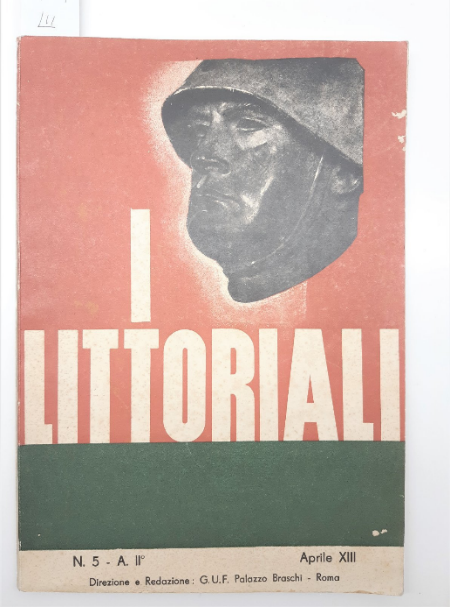 111
I
LITTORIALI
N. 5 - A. II° Aprile XIII
Direzione e Redazione: G.U.F. Palazzo Braschi - Roma